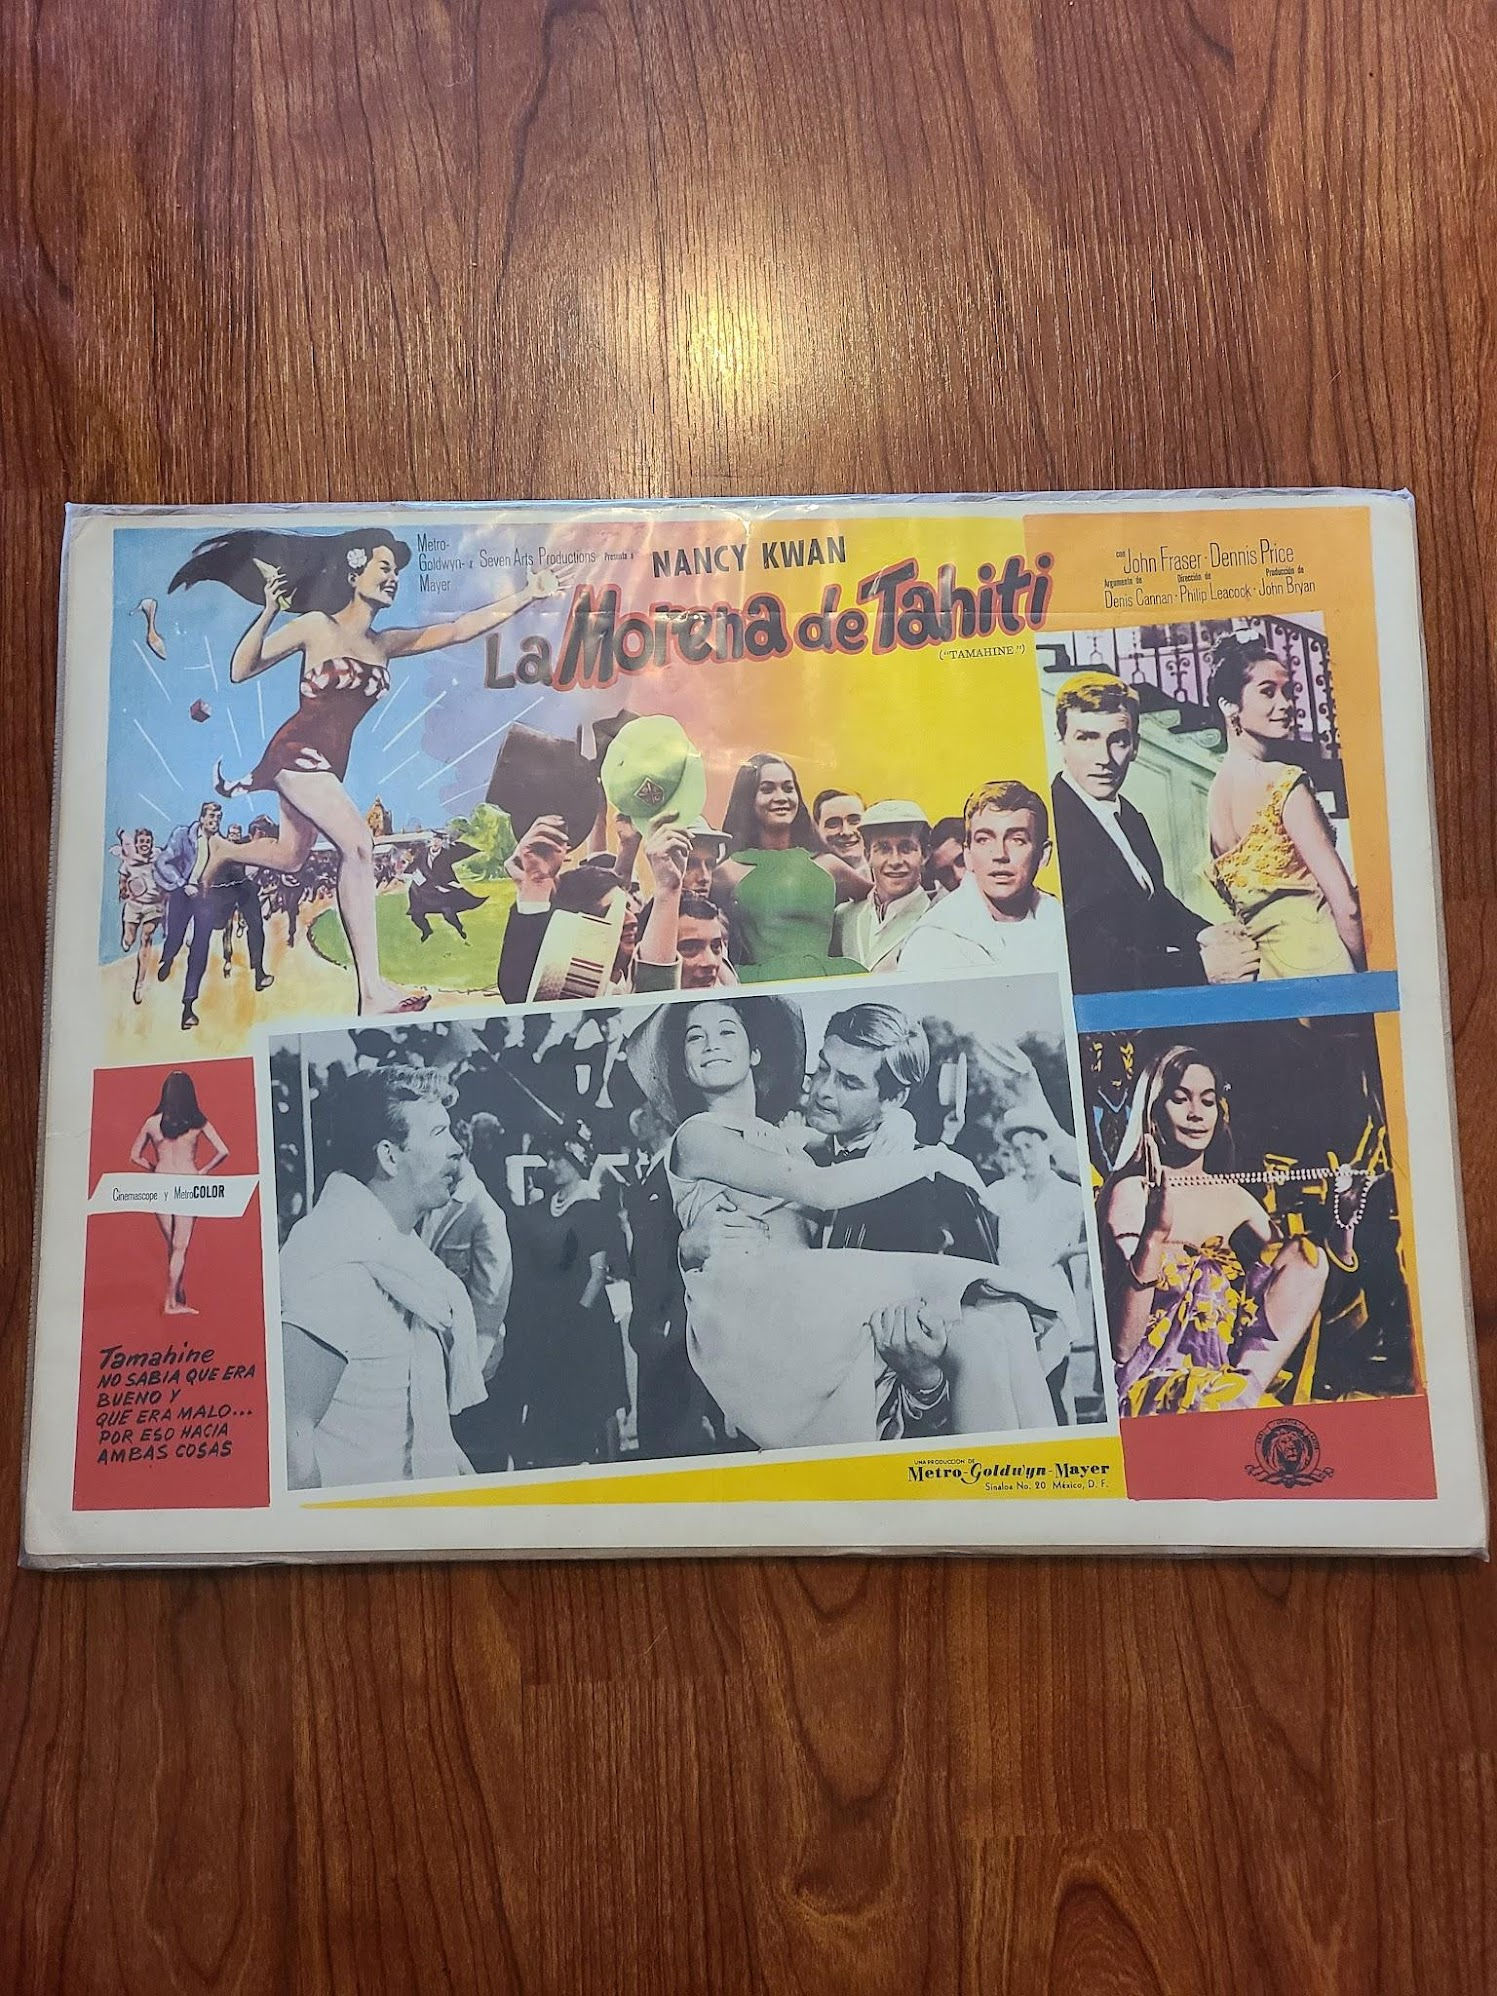 Metro-
Goldwyn-
Mayer
y Seven Arts Productions Presenta a
NANCY KWAN
La Morena de Tahiti
("TAMAHINE")
con John Fraser · Dennis Price
Argumento de Dirección de Producción de
Denis Cannan · Philip Leacock · John Bryan
Cinemascope y MetroCOLOR
Tamahine
NO SABIA QUE ERA
BUENO Y
QUE ERA MALO...
POR ESO HACIA
AMBAS COSAS
UNA PRODUCCION DE
Metro-Goldwyn-Mayer
Sinaloa No. 20 México, D. F.